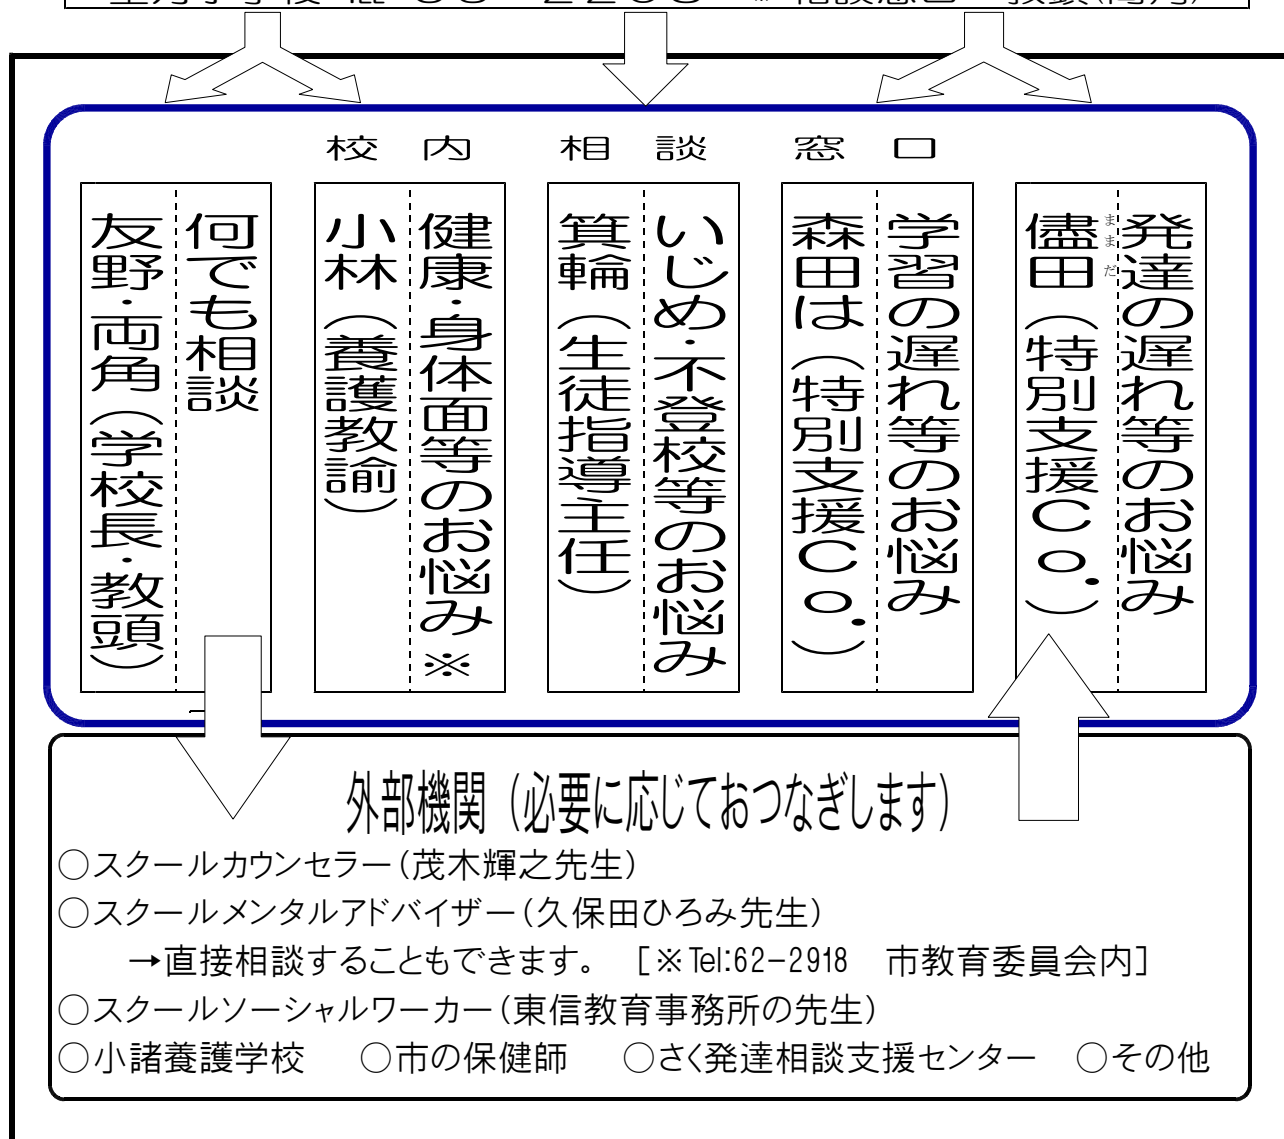 校内相談窓口
発達の遅れ等のお悩み
儘田（特別支援Ｃｏ．）
ままだ
学習の遅れ等のお悩み
森田は（特別支援Ｃｏ．）
いじめ・不登校等のお悩み
箕輪（生徒指導主任）
健康・身体面等のお悩み※
小林（養護教諭）
何でも相談
友野・両角（学校長・教頭）
外部機関（必要に応じておつなぎします）
○スクールカウンセラー（茂木輝之先生）
○スクールメンタルアドバイザー（久保田ひろみ先生）
→直接相談することもできます。　［※Tel:62-2918　市教育委員会内］
○スクールソーシャルワーカー（東信教育事務所の先生）
○小諸養護学校　○市の保健師　○さく発達相談支援センター　○その他